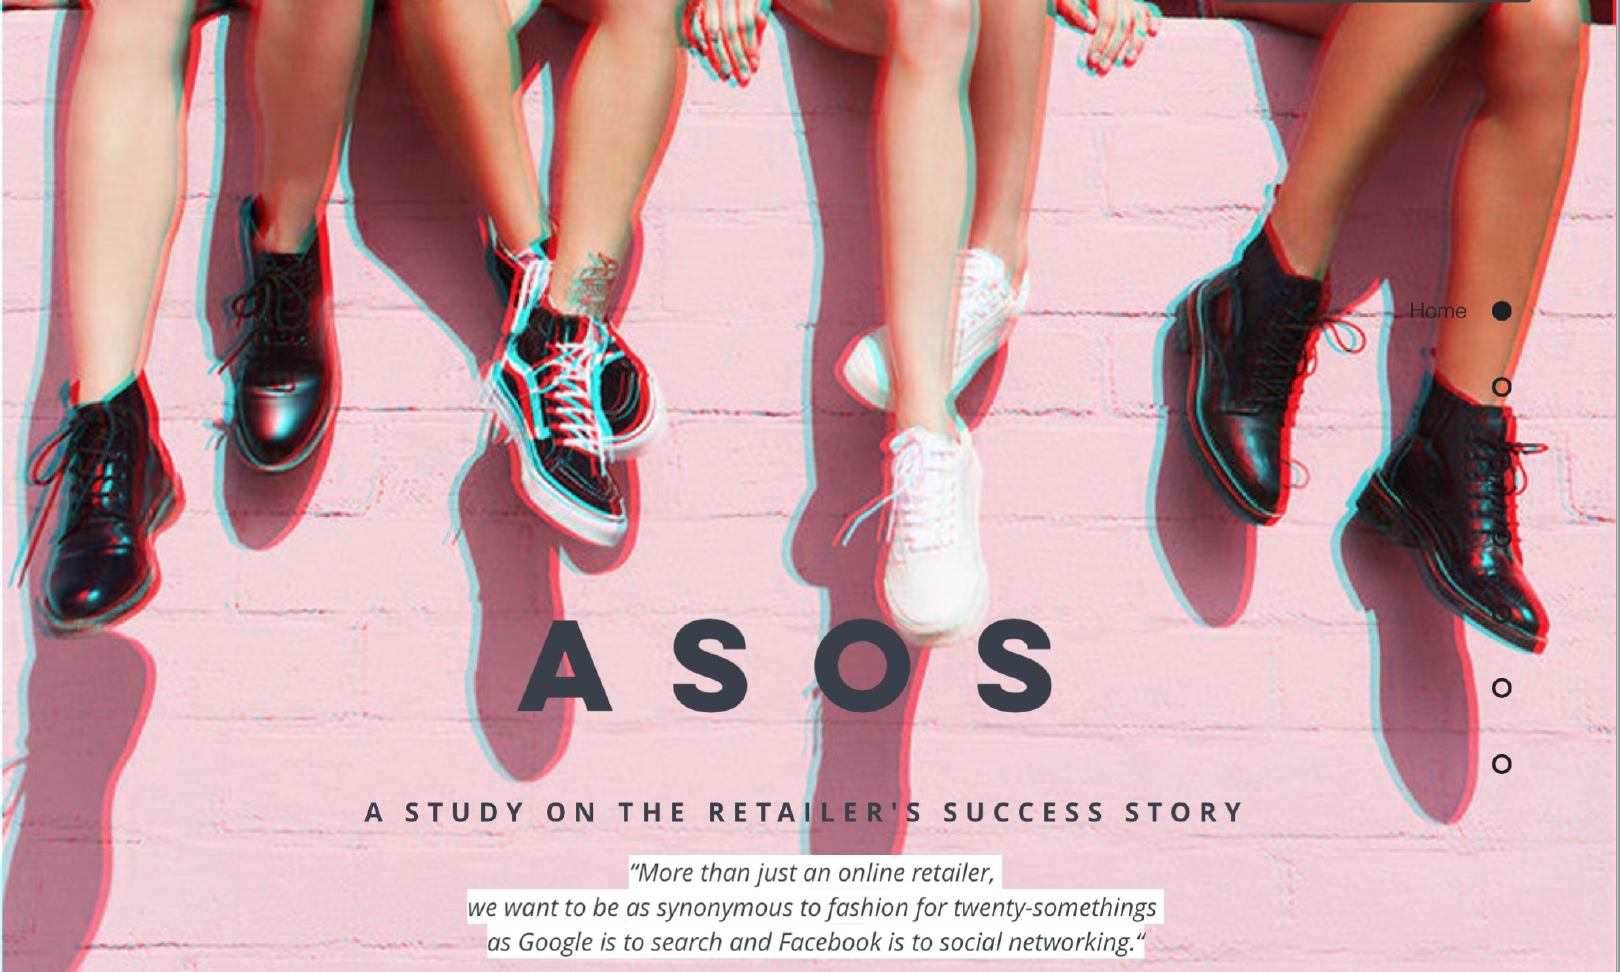 Home
A S O S
A STUDY ON THE RETAILER'S SUCCESS STORY
“More than just an online retailer,
we want to be as synonymous to fashion for twenty-somethings
as Google is to search and Facebook is to social networking.“